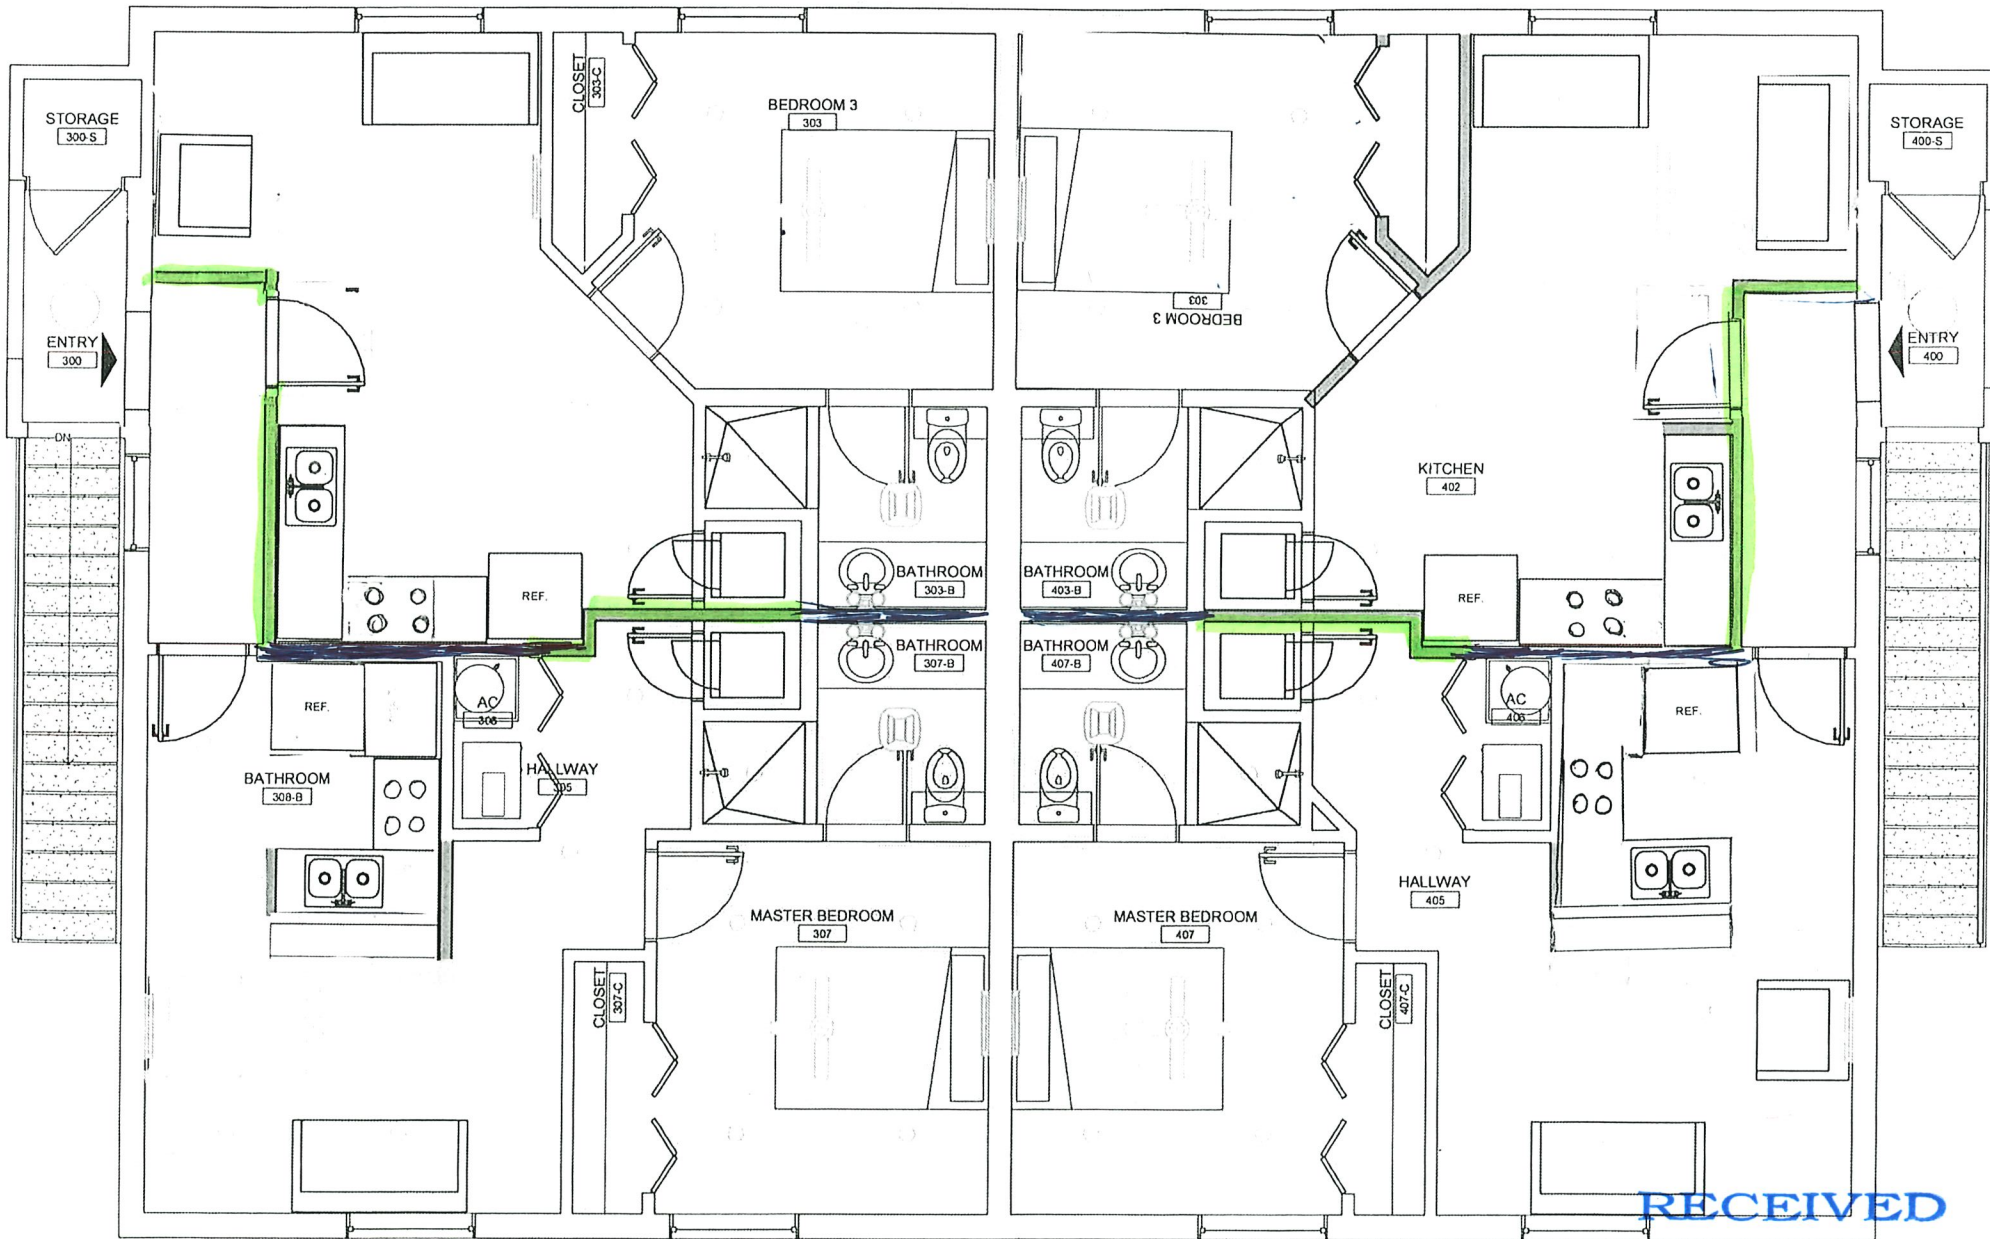 STORAGE
300-S
ENTRY
300
DN
CLOSET
303-C
BEDROOM 3
303
BEDROOM 3
303
STORAGE
400-S
ENTRY
400
KITCHEN
402
REF.
REF.
BATHROOM
303-B
BATHROOM
403-B
BATHROOM
307-B
BATHROOM
407-B
REF.
AC
306
HALLWAY
305
BATHROOM
308-B
AC
406
REF.
HALLWAY
405
MASTER BEDROOM
307
MASTER BEDROOM
407
CLOSET
307-C
CLOSET
407-C
RECEIVED